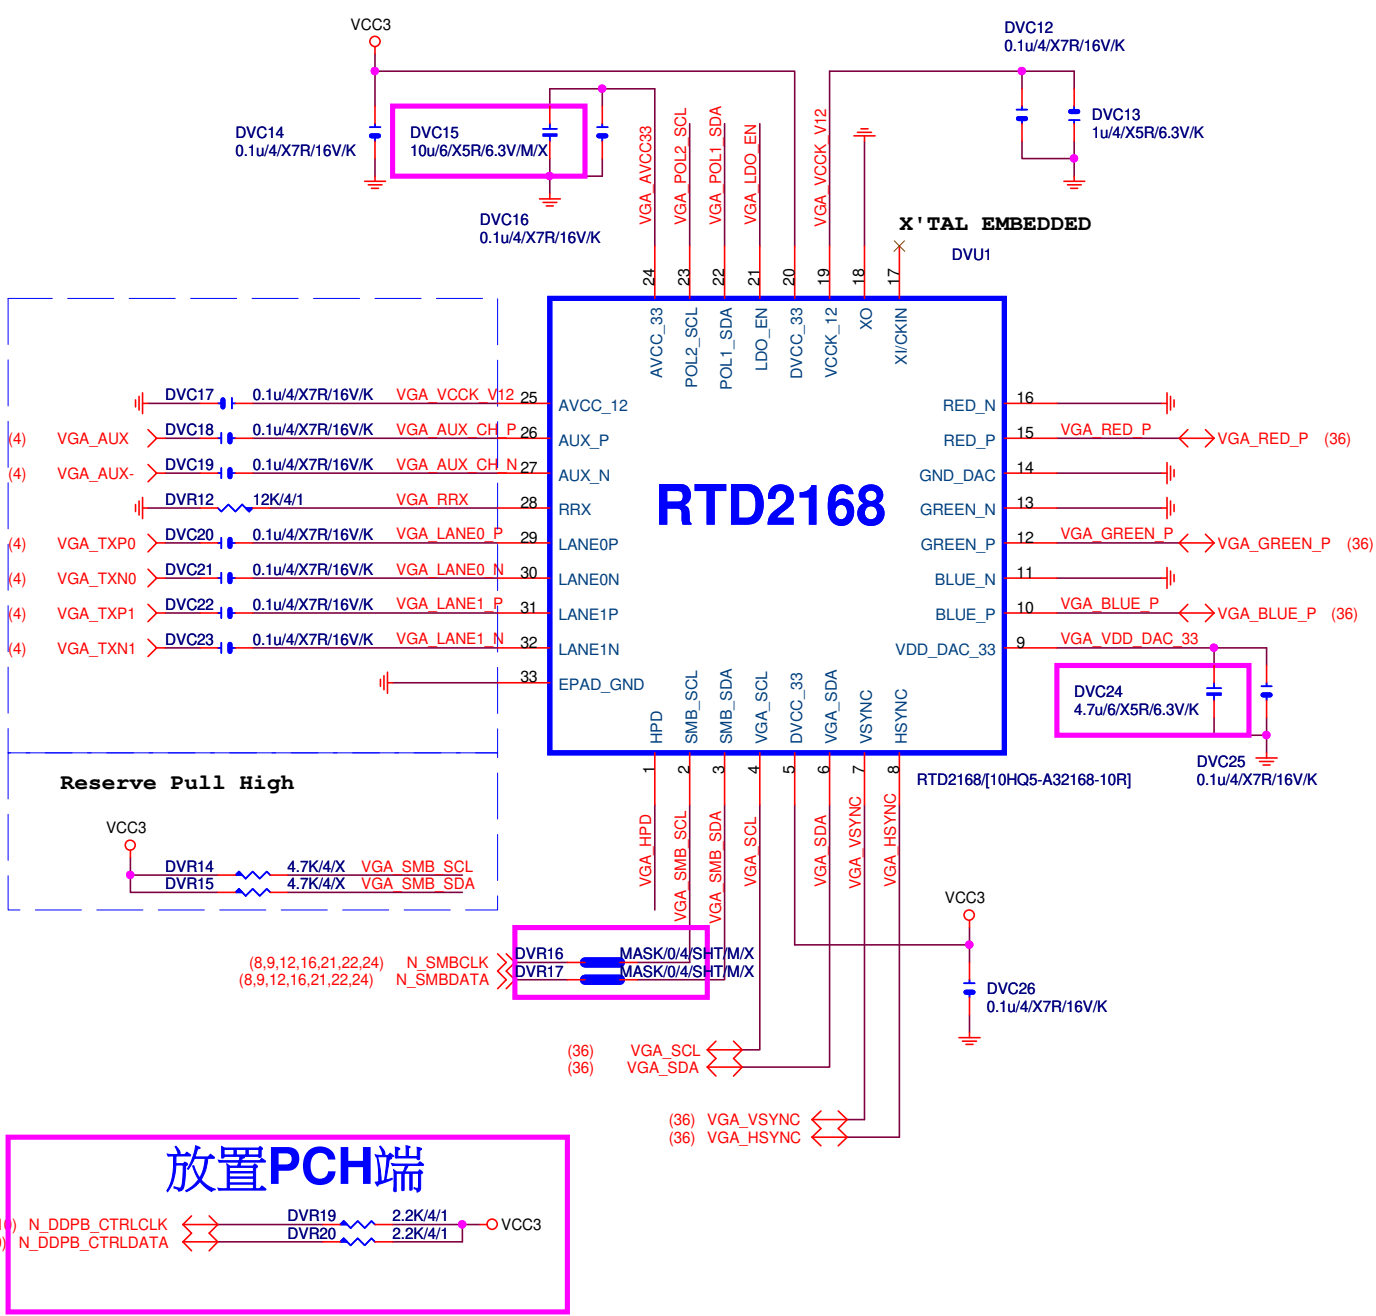 VCC3
DVC14
0.1u/4/X7R/16V/K
DVC15
10u/6/X5R/6.3V/M/X
DVC16
0.1u/4/X7R/16V/K
VGA_AVCC33
VGA_POL2_SCL
VGA_POL1_SDA
VGA_LDO_EN
VGA_VCCK_V12
DVC12
0.1u/4/X7R/16V/K
DVC13
1u/4/X5R/6.3V/K
X'TAL EMBEDDED
DVU1
24
23
22
21
20
19
18
17
AVCC_33
POL2_SCL
POL1_SDA
LDO_EN
DVCC_33
VCCK_12
XO
XI/CKIN
DVC17 0.1u/4/X7R/16V/K VGA_VCCK_V12 25 AVCC_12
(4) VGA_AUX DVC18 0.1u/4/X7R/16V/K VGA_AUX_CH_P 26 AUX_P
(4) VGA_AUX- DVC19 0.1u/4/X7R/16V/K VGA_AUX_CH_N 27 AUX_N
DVR12 12K/4/1 VGA_RRX 28 RRX
(4) VGA_TXP0 DVC20 0.1u/4/X7R/16V/K VGA_LANE0_P 29 LANE0P
(4) VGA_TXN0 DVC21 0.1u/4/X7R/16V/K VGA_LANE0_N 30 LANE0N
(4) VGA_TXP1 DVC22 0.1u/4/X7R/16V/K VGA_LANE1_P 31 LANE1P
(4) VGA_TXN1 DVC23 0.1u/4/X7R/16V/K VGA_LANE1_N 32 LANE1N
33 EPAD_GND
RTD2168
RED_N 16
RED_P 15 VGA_RED_P VGA_RED_P (36)
GND_DAC 14
GREEN_N 13
GREEN_P 12 VGA_GREEN_P VGA_GREEN_P (36)
BLUE_N 11
BLUE_P 10 VGA_BLUE_P VGA_BLUE_P (36)
VDD_DAC_33 9 VGA_VDD_DAC_33
DVC24
4.7u/6/X5R/6.3V/K
DVC25
0.1u/4/X7R/16V/K
HPD
SMB_SCL
SMB_SDA
VGA_SCL
DVCC_33
VGA_SDA
VSYNC
HSYNC
1
2
3
4
5
6
7
8
RTD2168/[10HQ5-A32168-10R]
VGA_HPD
VGA_SMB_SCL
VGA_SMB_SDA
VGA_SCL
VGA_SDA
VGA_VSYNC
VGA_HSYNC
Reserve Pull High
VCC3
DVR14 4.7K/4/X VGA_SMB_SCL
DVR15 4.7K/4/X VGA_SMB_SDA
(8,9,12,16,21,22,24) N_SMBCLK DVR16 MASK/0/4/SHT/M/X
(8,9,12,16,21,22,24) N_SMBDATA DVR17 MASK/0/4/SHT/M/X
VCC3
DVC26
0.1u/4/X7R/16V/K
(36) VGA_SCL
(36) VGA_SDA
(36) VGA_VSYNC
(36) VGA_HSYNC
放置PCH端
N_DDPB_CTRLCLK DVR19 2.2K/4/1 VCC3
N_DDPB_CTRLDATA DVR20 2.2K/4/1